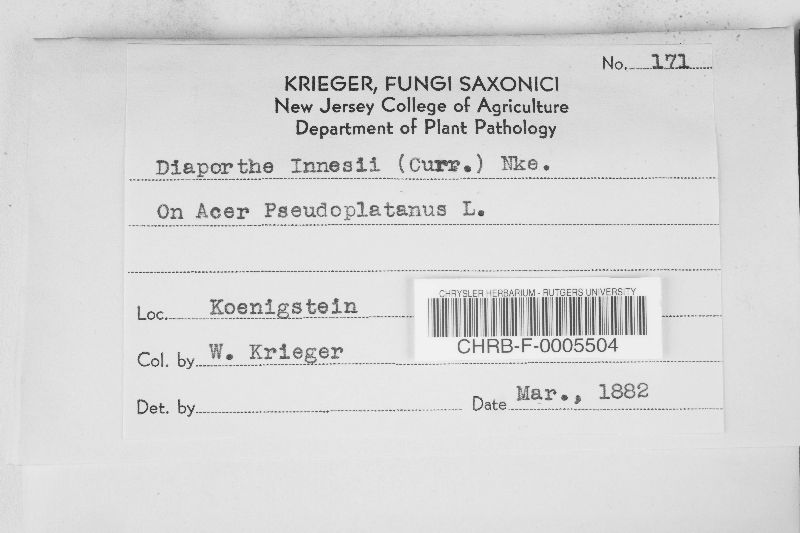 No. 171
KRIEGER, FUNGI SAXONICI
New Jersey College of Agriculture
Department of Plant Pathology
Diaporthe Innesii (Curr.) Nke.
On Acer Pseudoplatanus L.
Loc. Koenigstein
CHRYSLER HERBARIUM - RUTGERS UNIVERSITY
CHRB-F-0005504
Col. by W. Krieger
Det. by
Date Mar., 1882